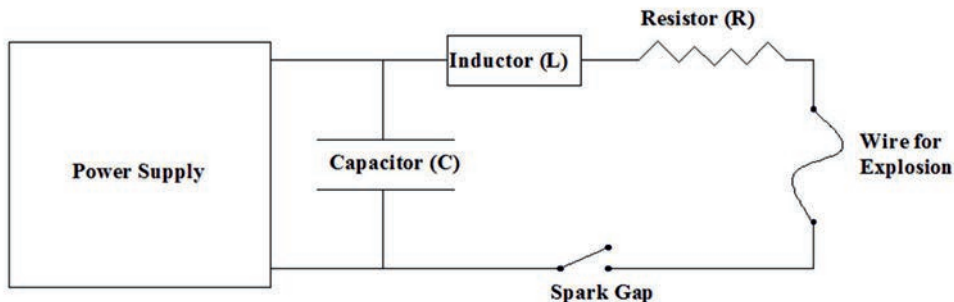 Resistor (R)
Inductor (L)
Power Supply
Capacitor (C)
Wire for
Explosion
Spark Gap